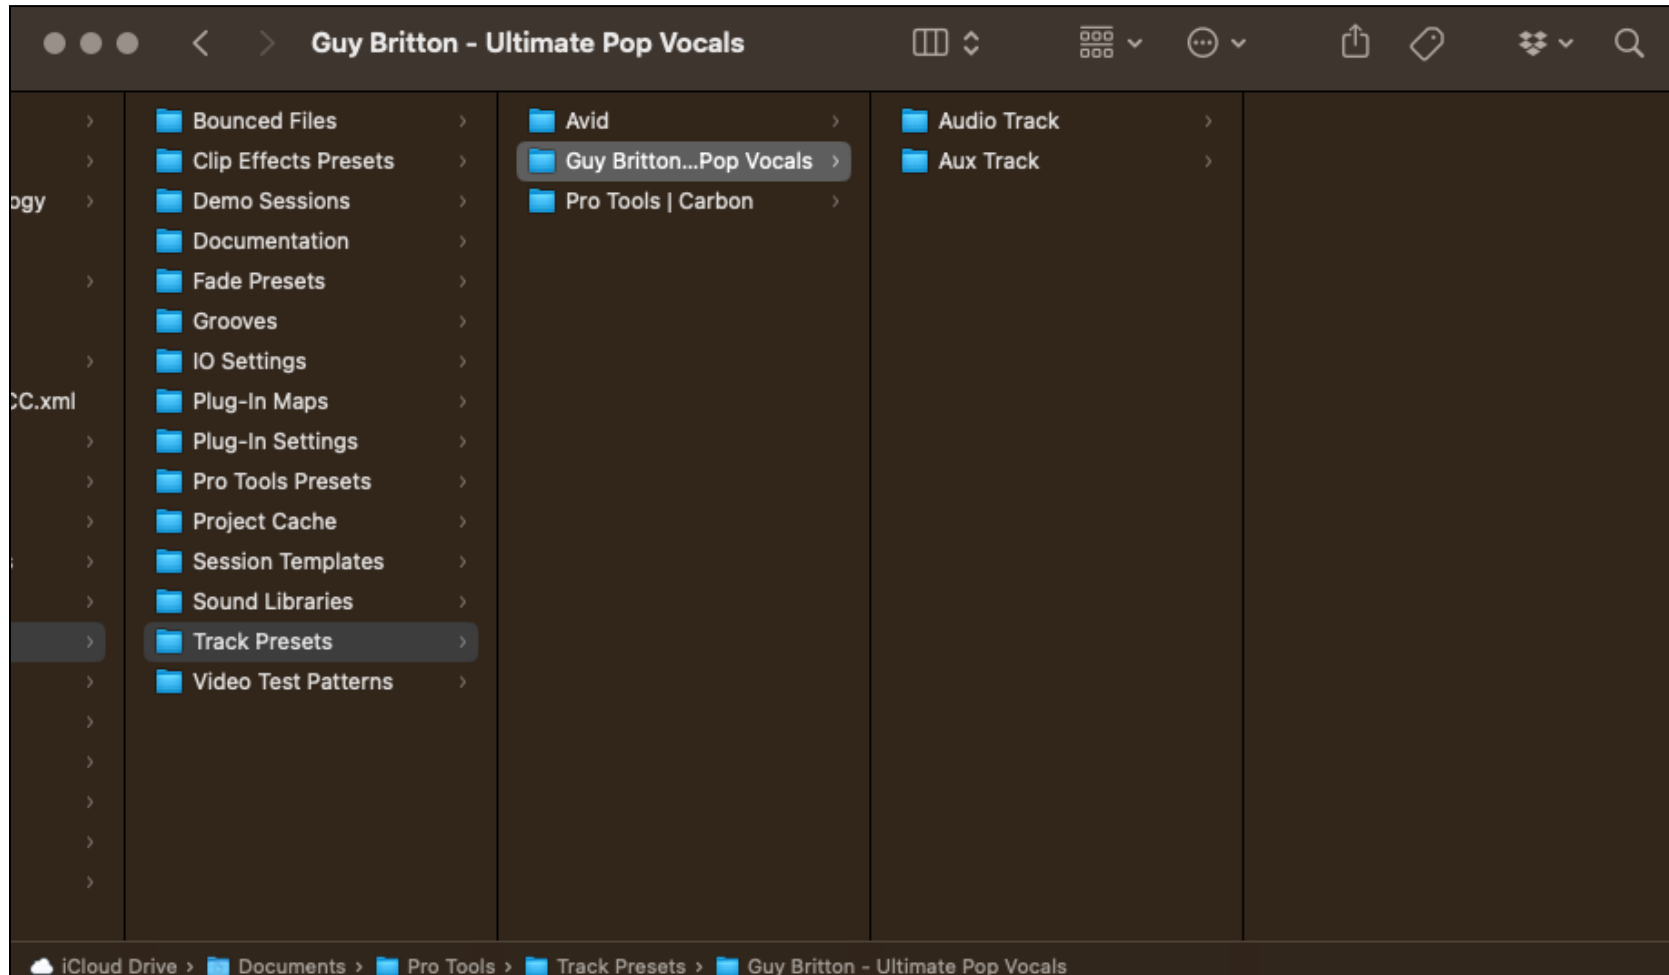 Guy Britton - Ultimate Pop Vocals
ogy
CC.xml
Bounced Files
Clip Effects Presets
Demo Sessions
Documentation
Fade Presets
Grooves
IO Settings
Plug-In Maps
Plug-In Settings
Pro Tools Presets
Project Cache
Session Templates
Sound Libraries
Track Presets
Video Test Patterns
Avid
Guy Britton...Pop Vocals
Pro Tools | Carbon
Audio Track
Aux Track
iCloud Drive › Documents › Pro Tools › Track Presets › Guy Britton - Ultimate Pop Vocals